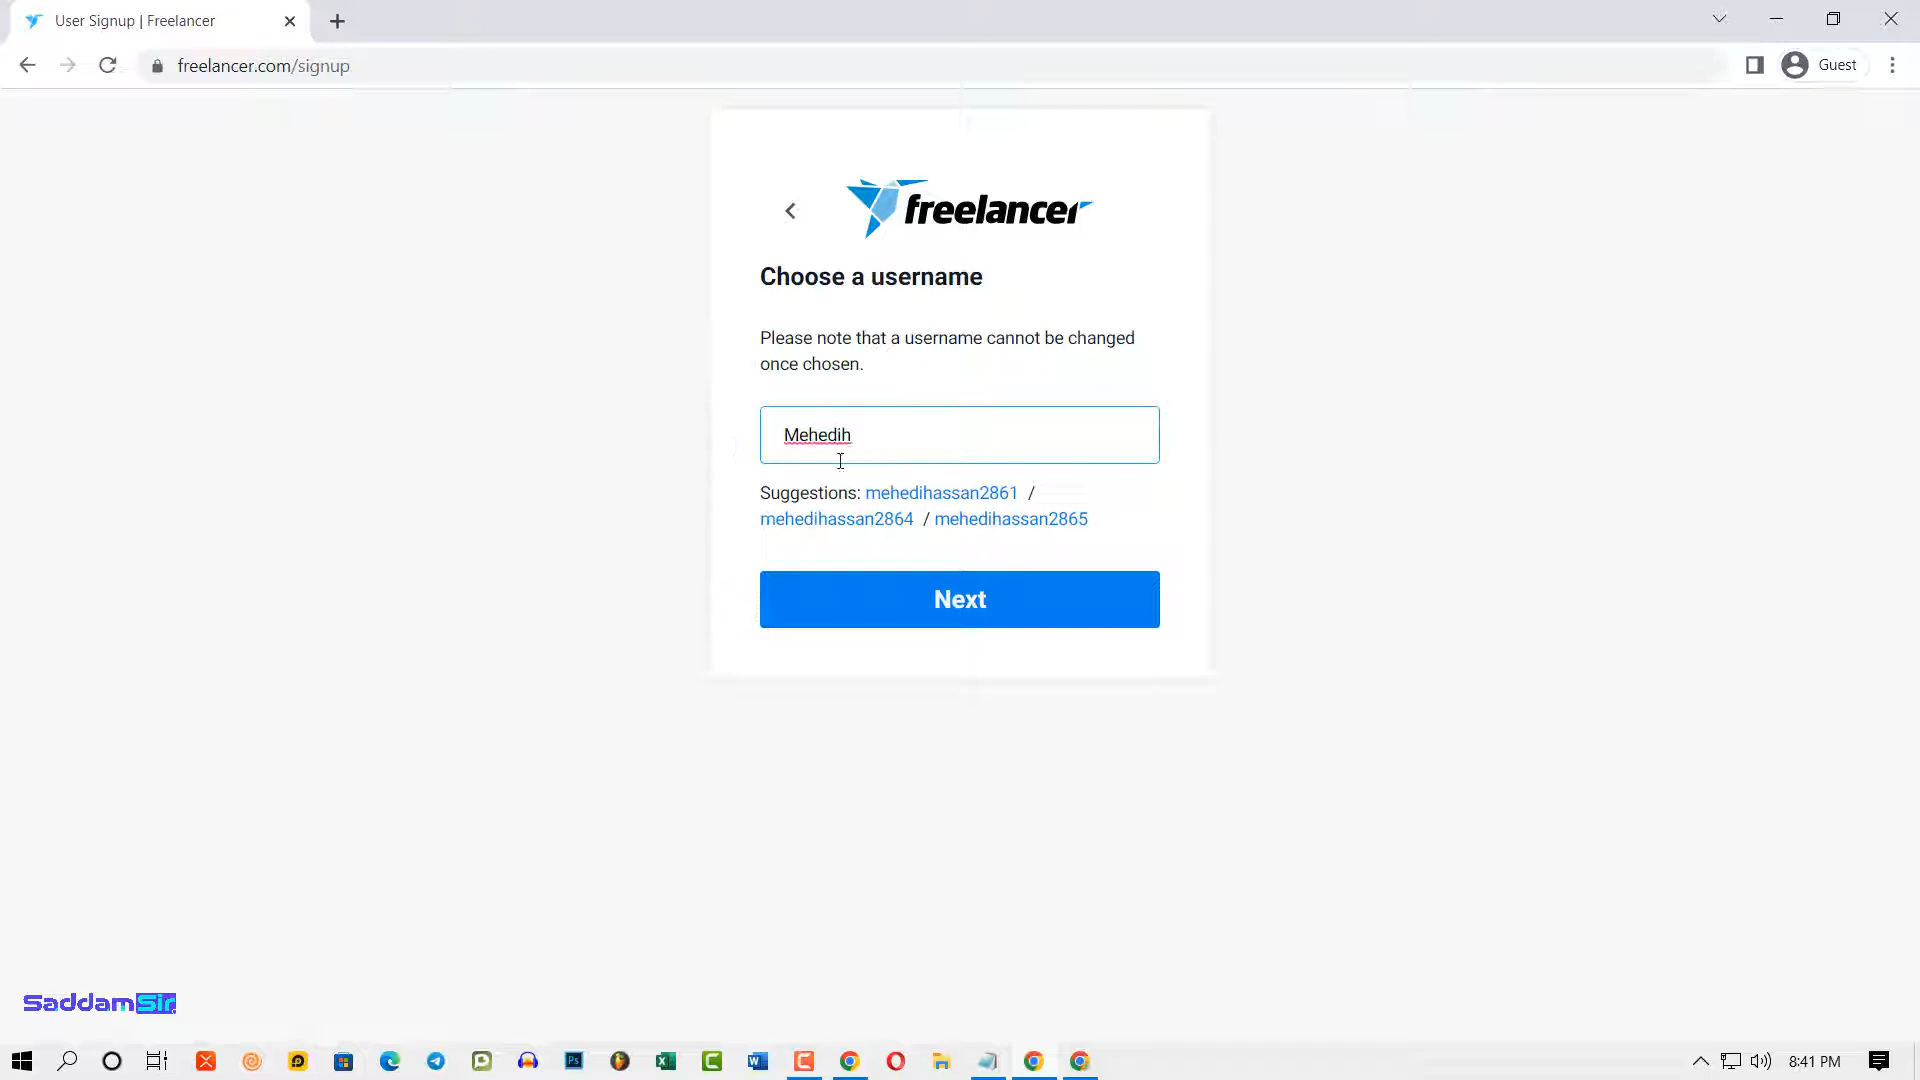 User Signup | Freelancer
freelancer.com/signup
Guest
freelancer
Choose a username
Please note that a username cannot be changed
once chosen.
Mehedih
Suggestions: mehedihassan2861 /
mehedihassan2864 / mehedihassan2865
Next
SaddamSir
8:41 PM